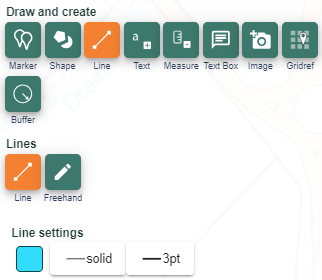 Draw and create
Marker Shape Line Text Measure Text Box Image Gridref
Buffer
Lines
Line Freehand
Line settings
solid 3pt